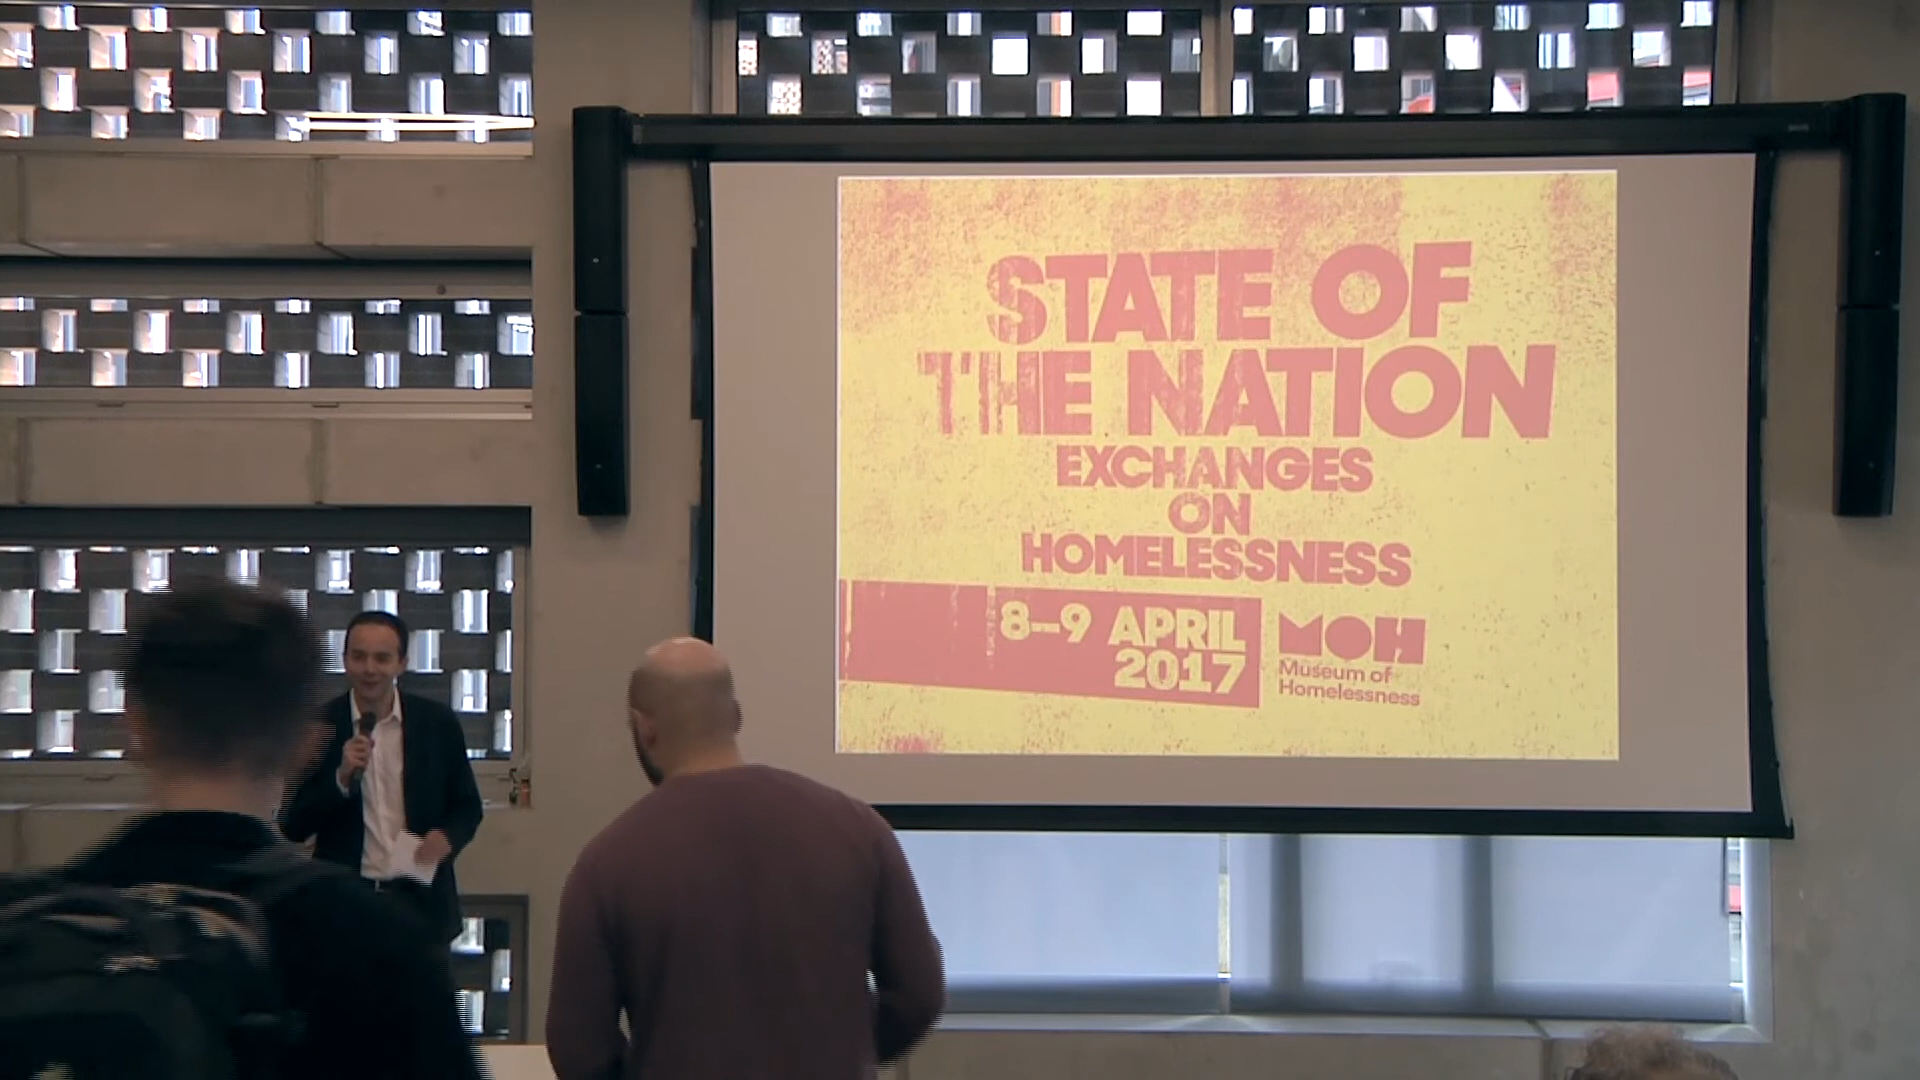 STATE OF
THE NATION
EXCHANGES
ON
HOMELESSNESS
8–9 APRIL
2017
MOH
Museum of
Homelessness